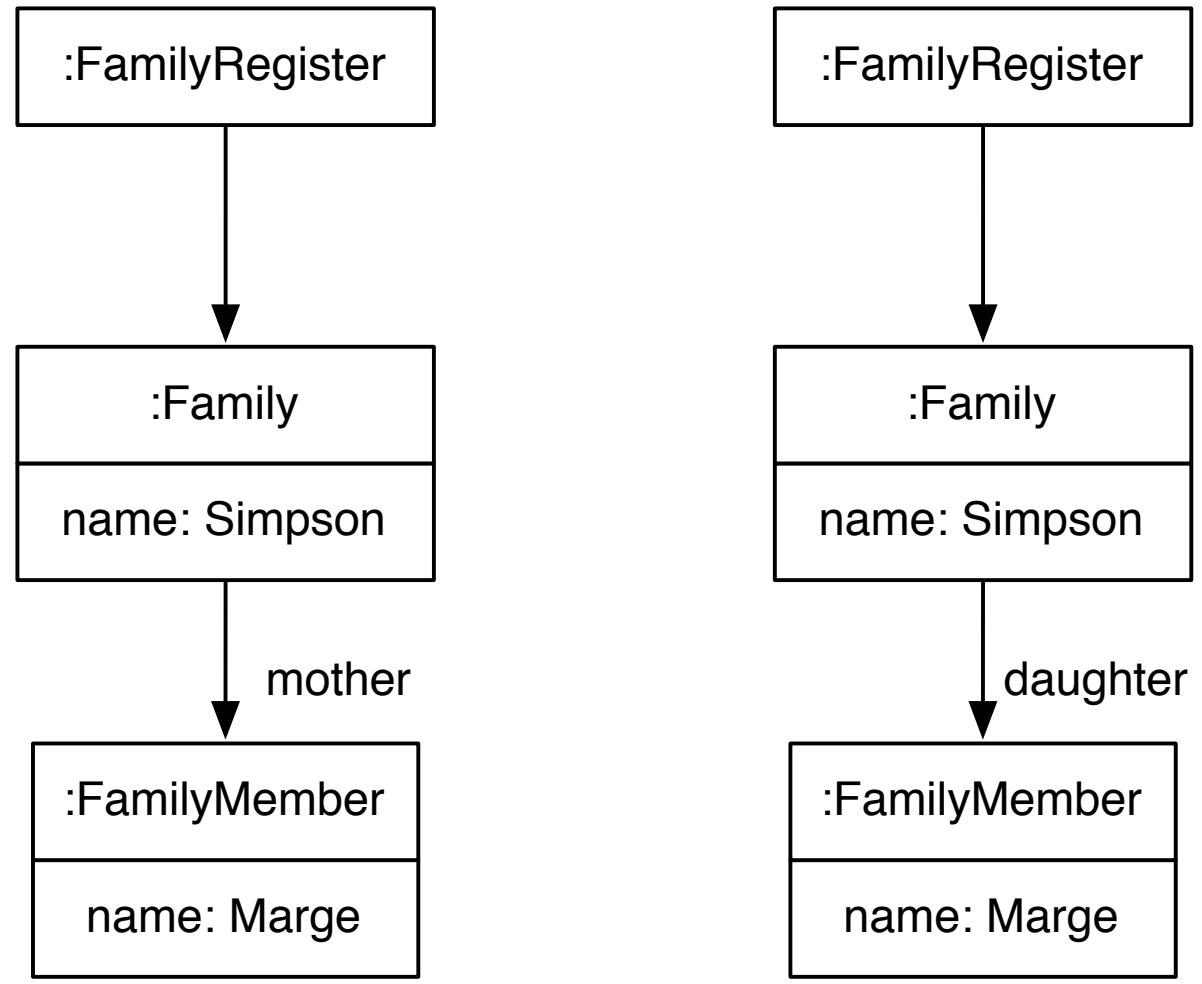 :FamilyRegister
:Family
name: Simpson
mother
:FamilyMember
name: Marge
:FamilyRegister
:Family
name: Simpson
daughter
:FamilyMember
name: Marge